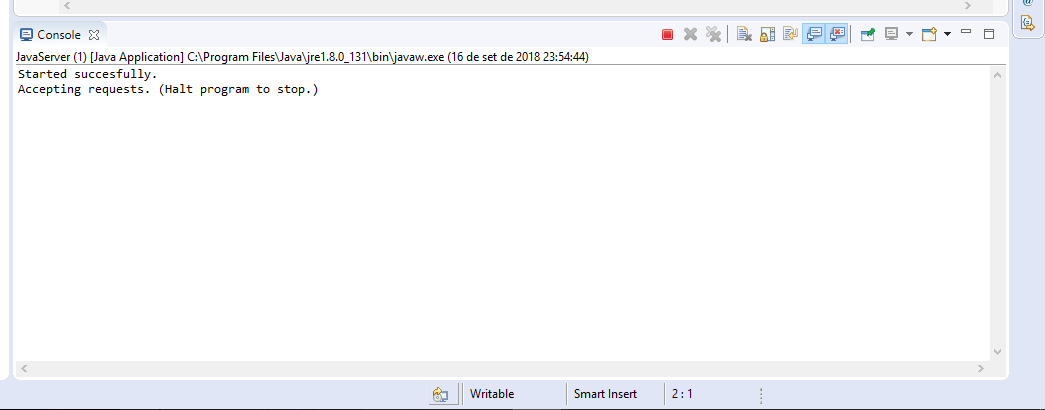 Console
JavaServer (1) [Java Application] C:\Program Files\Java\jre1.8.0_131\bin\javaw.exe (16 de set de 2018 23:54:44)
Started succesfully.
Accepting requests. (Halt program to stop.)
Writable
Smart Insert
2 : 1